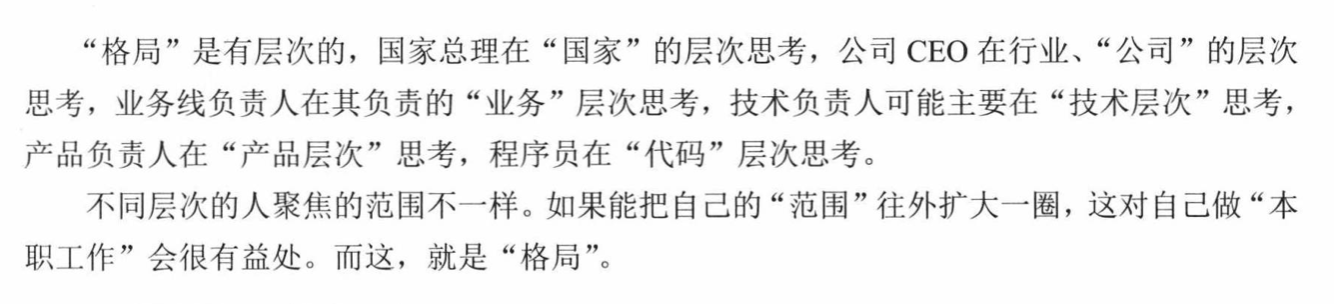 “格局”是有层次的，国家总理在“国家”的层次思考，公司 CEO 在行业、“公司”的层次
思考，业务线负责人在其负责的“业务”层次思考，技术负责人可能主要在“技术层次”思考，
产品负责人在“产品层次”思考，程序员在“代码”层次思考。
不同层次的人聚焦的范围不一样。如果能把自己的“范围”往外扩大一圈，这对自己做“本
职工作”会很有益处。而这，就是“格局”。